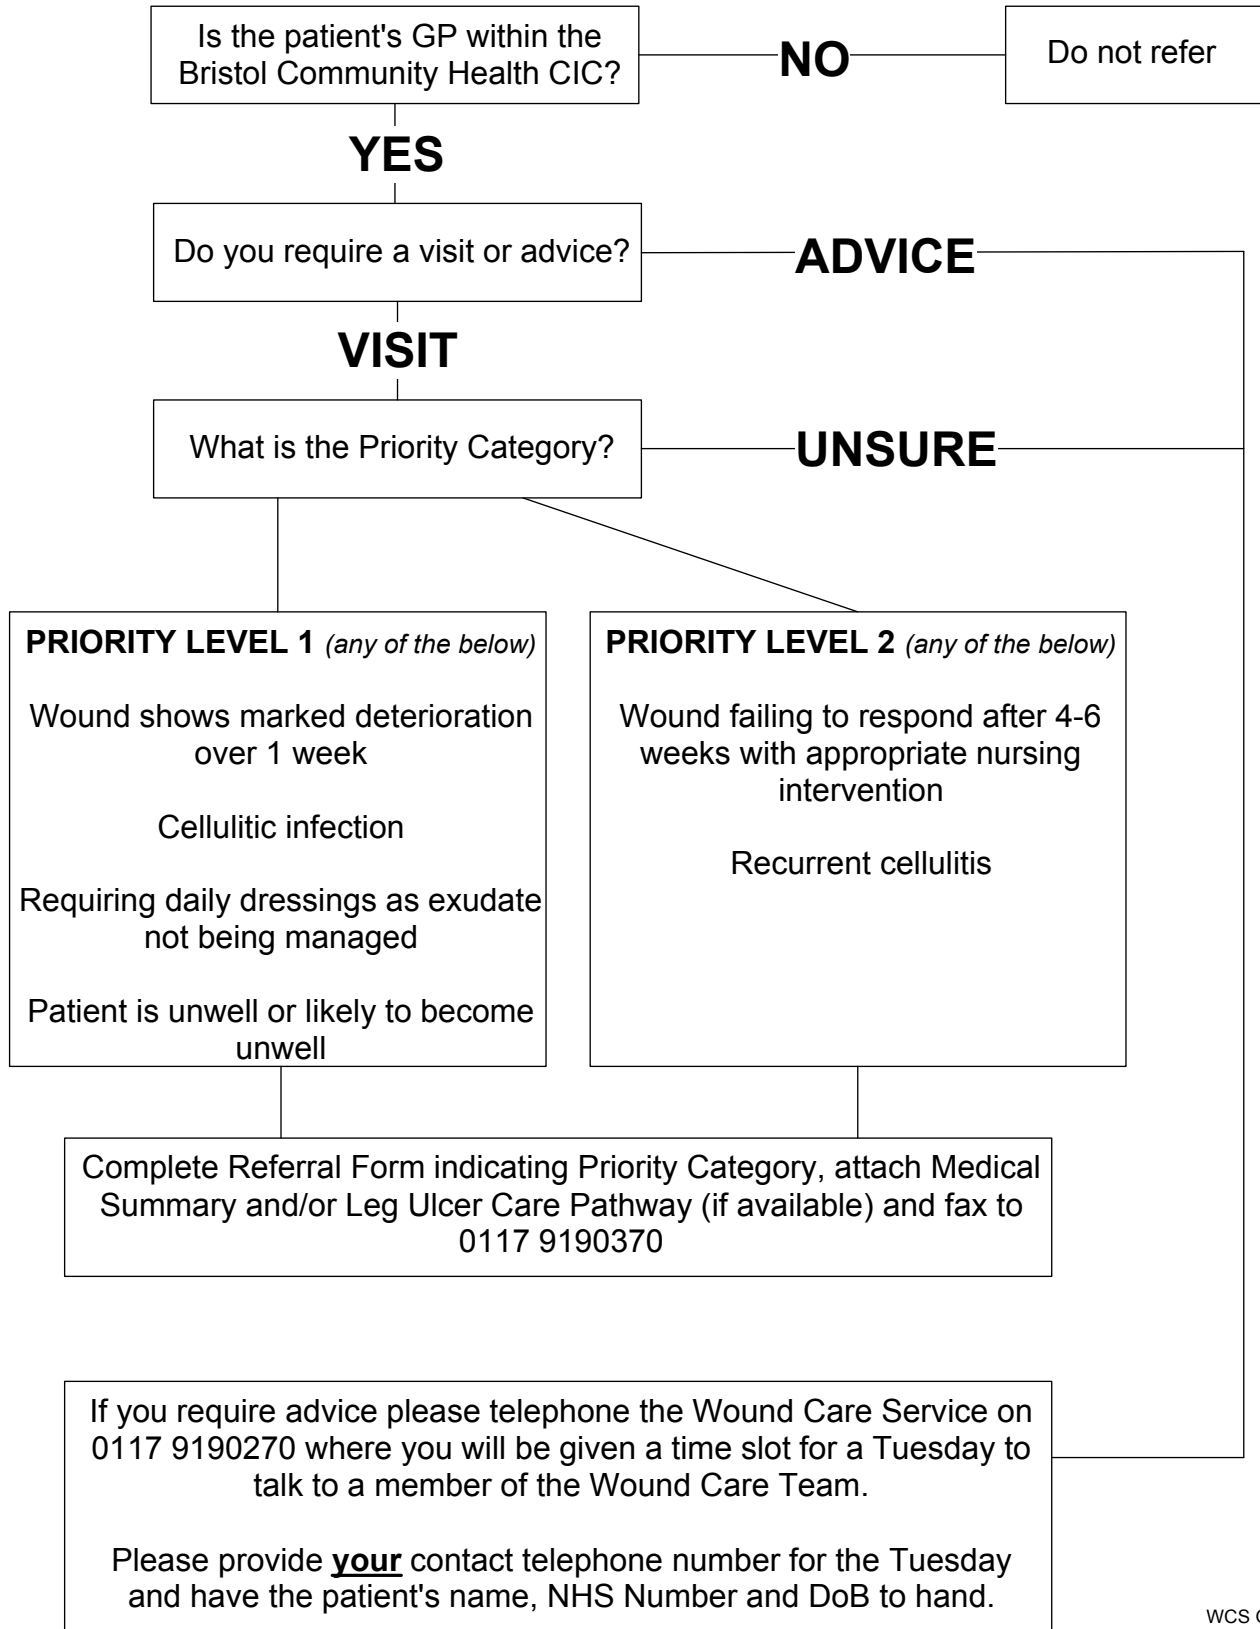 Is the patient's GP within the
Bristol Community Health CIC?
NO
Do not refer
YES
Do you require a visit or advice?
ADVICE
VISIT
What is the Priority Category?
UNSURE
PRIORITY LEVEL 1 (any of the below)
Wound shows marked deterioration
over 1 week
Cellulitic infection
Requiring daily dressings as exudate
not being managed
Patient is unwell or likely to become
unwell
PRIORITY LEVEL 2 (any of the below)
Wound failing to respond after 4-6
weeks with appropriate nursing
intervention
Recurrent cellulitis
Complete Referral Form indicating Priority Category, attach Medical
Summary and/or Leg Ulcer Care Pathway (if available) and fax to
0117 9190370
If you require advice please telephone the Wound Care Service on
0117 9190270 where you will be given a time slot for a Tuesday to
talk to a member of the Wound Care Team.
Please provide your contact telephone number for the Tuesday
and have the patient's name, NHS Number and DoB to hand.
WCS